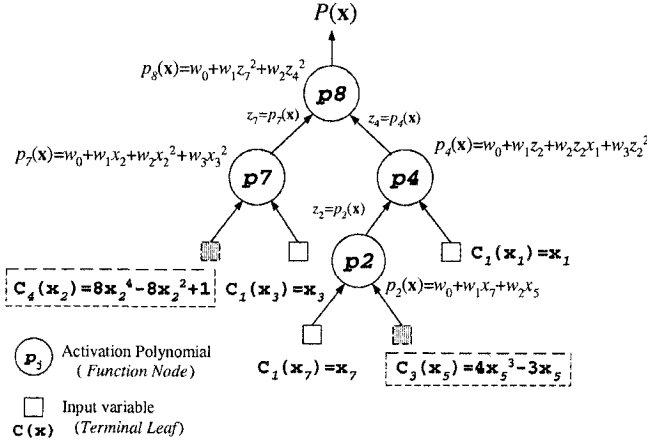 P(x)
p₈(x)=w₀+w₁z₇²+w₂z₄²
p8
z₇=p₇(x)
z₄=p₄(x)
p₇(x)=w₀+w₁x₂+w₂x₂²+w₃x₃²
p₄(x)=w₀+w₁z₂+w₂z₂x₁+w₃z₂²
p7
p4
z₂=p₂(x)
C₁(x₁)=x₁
p2
C₄(x₂)=8x₂⁴-8x₂²+1
C₁(x₃)=x₃
p₂(x)=w₀+w₁x₇+w₂x₅
C₁(x₇)=x₇
C₃(x₅)=4x₅³-3x₅
pⱼ Activation Polynomial
(Function Node)
Input variable
C(x) (Terminal Leaf)